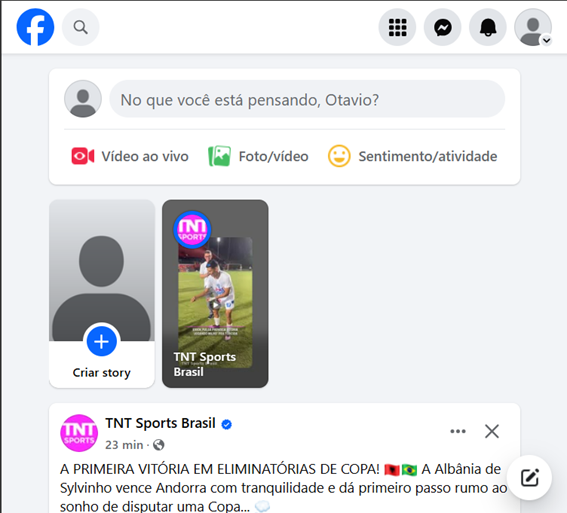 No que você está pensando, Otavio?
Vídeo ao vivo
Foto/vídeo
Sentimento/atividade
TNT
SPORTS
TNT Sports
Brasil
Criar story
TNT
SPORTS
TNT Sports Brasil
23 min ·
A PRIMEIRA VITÓRIA EM ELIMINATÓRIAS DE COPA! 🇦🇱🇧🇷 A Albânia de
Sylvinho vence Andorra com tranquilidade e dá primeiro passo rumo ao
sonho de disputar uma Copa... 💭